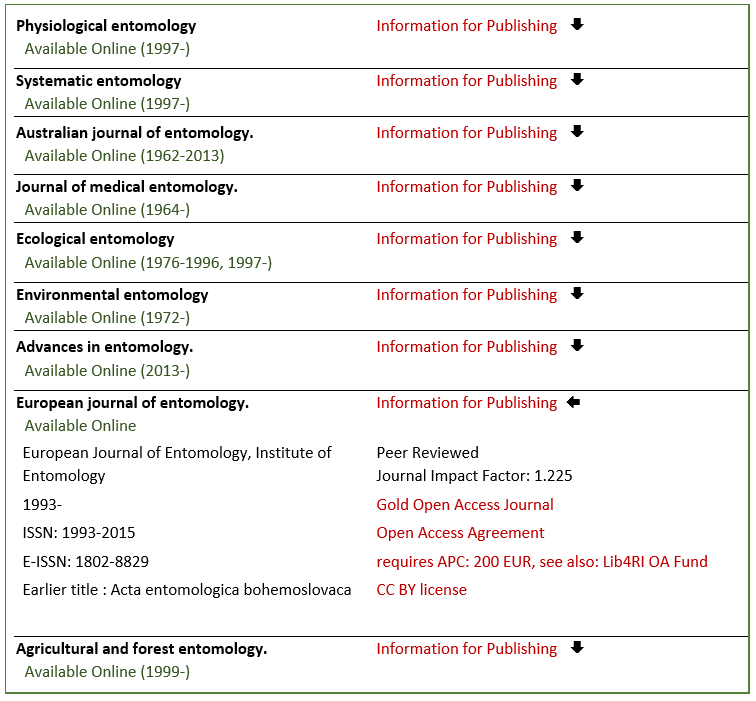 Physiological entomology Information for Publishing
Available Online (1997-)
Systematic entomology Information for Publishing
Available Online (1997-)
Australian journal of entomology. Information for Publishing
Available Online (1962-2013)
Journal of medical entomology. Information for Publishing
Available Online (1964-)
Ecological entomology Information for Publishing
Available Online (1976-1996, 1997-)
Environmental entomology Information for Publishing
Available Online (1972-)
Advances in entomology. Information for Publishing
Available Online (2013-)
European journal of entomology. Information for Publishing
Available Online
European Journal of Entomology, Institute of Peer Reviewed
Entomology Journal Impact Factor: 1.225
1993- Gold Open Access Journal
ISSN: 1993-2015 Open Access Agreement
E-ISSN: 1802-8829 requires APC: 200 EUR, see also: Lib4RI OA Fund
Earlier title : Acta entomologica bohemoslovaca CC BY license
Agricultural and forest entomology. Information for Publishing
Available Online (1999-)